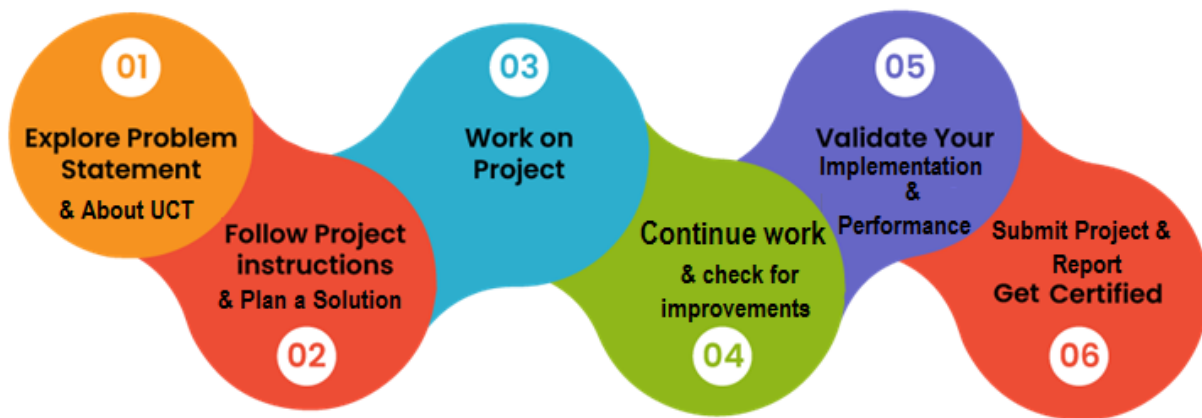 01
Explore Problem
Statement
& About UCT
Follow Project
instructions
& Plan a Solution
02
03
Work on
Project
Continue work
& check for
improvements
04
05
Validate Your
Implementation
&
Performance
Submit Project &
Report
Get Certified
06